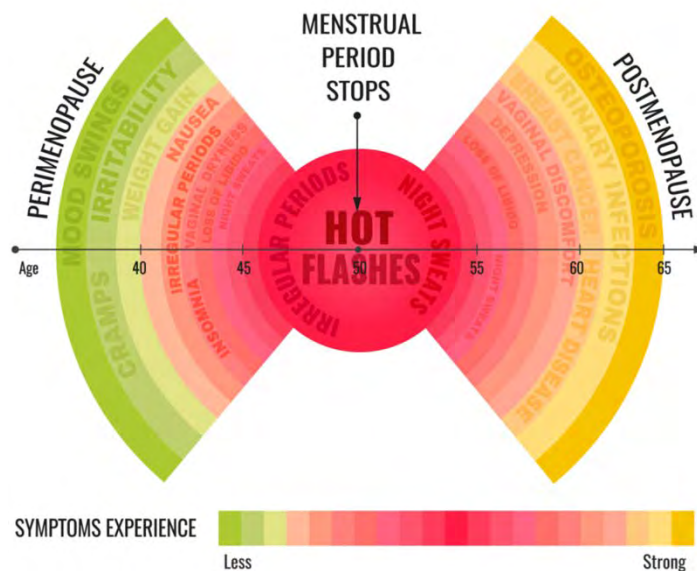 MENSTRUAL
PERIOD
STOPS
PERIMENOPAUSE
POSTMENOPAUSE
MOOD SWINGS
IRRITABILITY
CRAMPS
WEIGHT GAIN
NAUSEA
IRREGULAR PERIODS
VAGINAL DRYNESS
LOSS OF LIBIDO
NIGHT SWEATS
INSOMNIA
IRREGULAR PERIODS
HOT
FLASHES
NIGHT SWEATS
LOSS OF LIBIDO
NIGHT SWEATS
DEPRESSION
VAGINAL DISCOMFORT
BREAST CANCER
HEART DISEASE
URINARY INFECTIONS
OSTEOPOROSIS
Age 40 45 50 55 60 65
SYMPTOMS EXPERIENCE
Less Strong